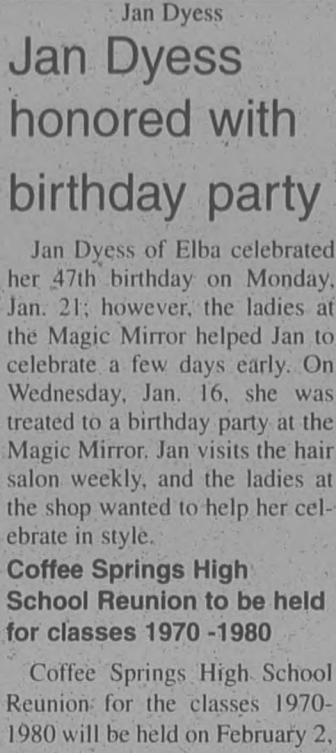 Jan Dyess
Jan Dyess
honored with
birthday party
Jan Dyess of Elba celebrated
her 47th birthday on Monday,
Jan. 21; however, the ladies at
the Magic Mirror helped Jan to
celebrate a few days early. On
Wednesday, Jan. 16, she was
treated to a birthday party at the
Magic Mirror. Jan visits the hair
salon weekly, and the ladies at
the shop wanted to help her cel-
ebrate in style.
Coffee Springs High
School Reunion to be held
for classes 1970 -1980
Coffee Springs High School
Reunion for the classes 1970-
1980 will be held on February 2,